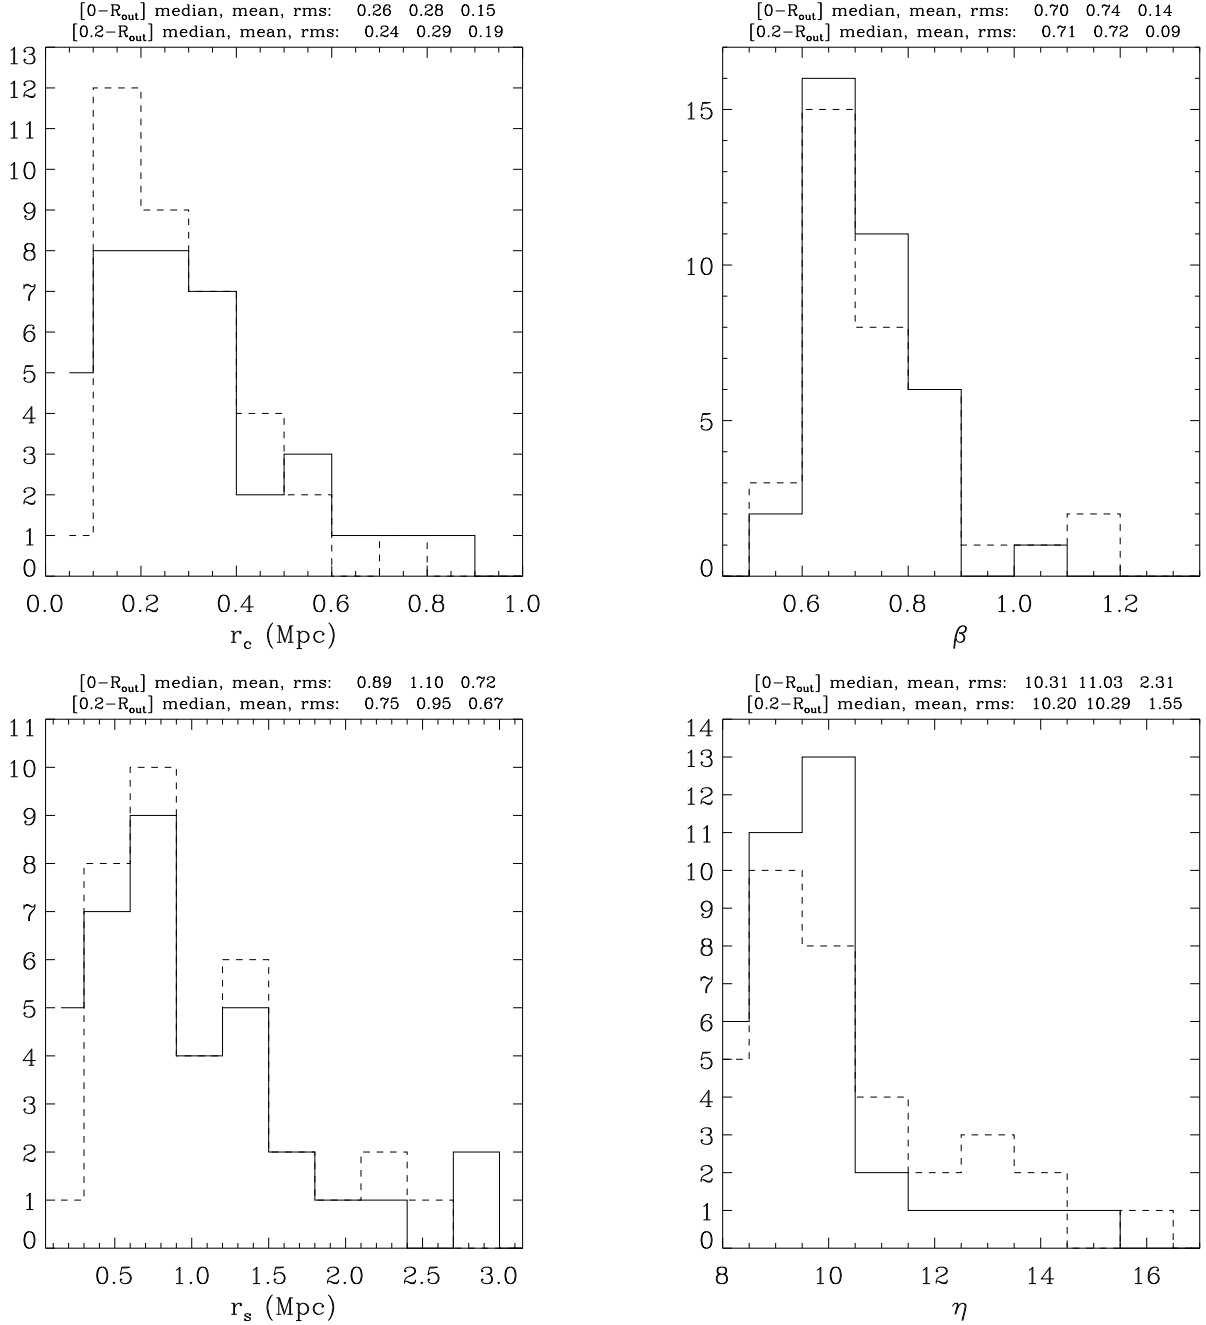 [0−R_out] median, mean, rms: 0.26 0.28 0.15
[0.2−R_out] median, mean, rms: 0.24 0.29 0.19
13
12
11
10
9
8
7
6
5
4
3
2
1
0
0.0 0.2 0.4 0.6 0.8 1.0
r_c (Mpc)
[0−R_out] median, mean, rms: 0.70 0.74 0.14
[0.2−R_out] median, mean, rms: 0.71 0.72 0.09
15
10
5
0
0.6 0.8 1.0 1.2
β
[0−R_out] median, mean, rms: 0.89 1.10 0.72
[0.2−R_out] median, mean, rms: 0.75 0.95 0.67
11
10
9
8
7
6
5
4
3
2
1
0
0.5 1.0 1.5 2.0 2.5 3.0
r_s (Mpc)
[0−R_out] median, mean, rms: 10.31 11.03 2.31
[0.2−R_out] median, mean, rms: 10.20 10.29 1.55
14
13
12
11
10
9
8
7
6
5
4
3
2
1
0
8 10 12 14 16
η